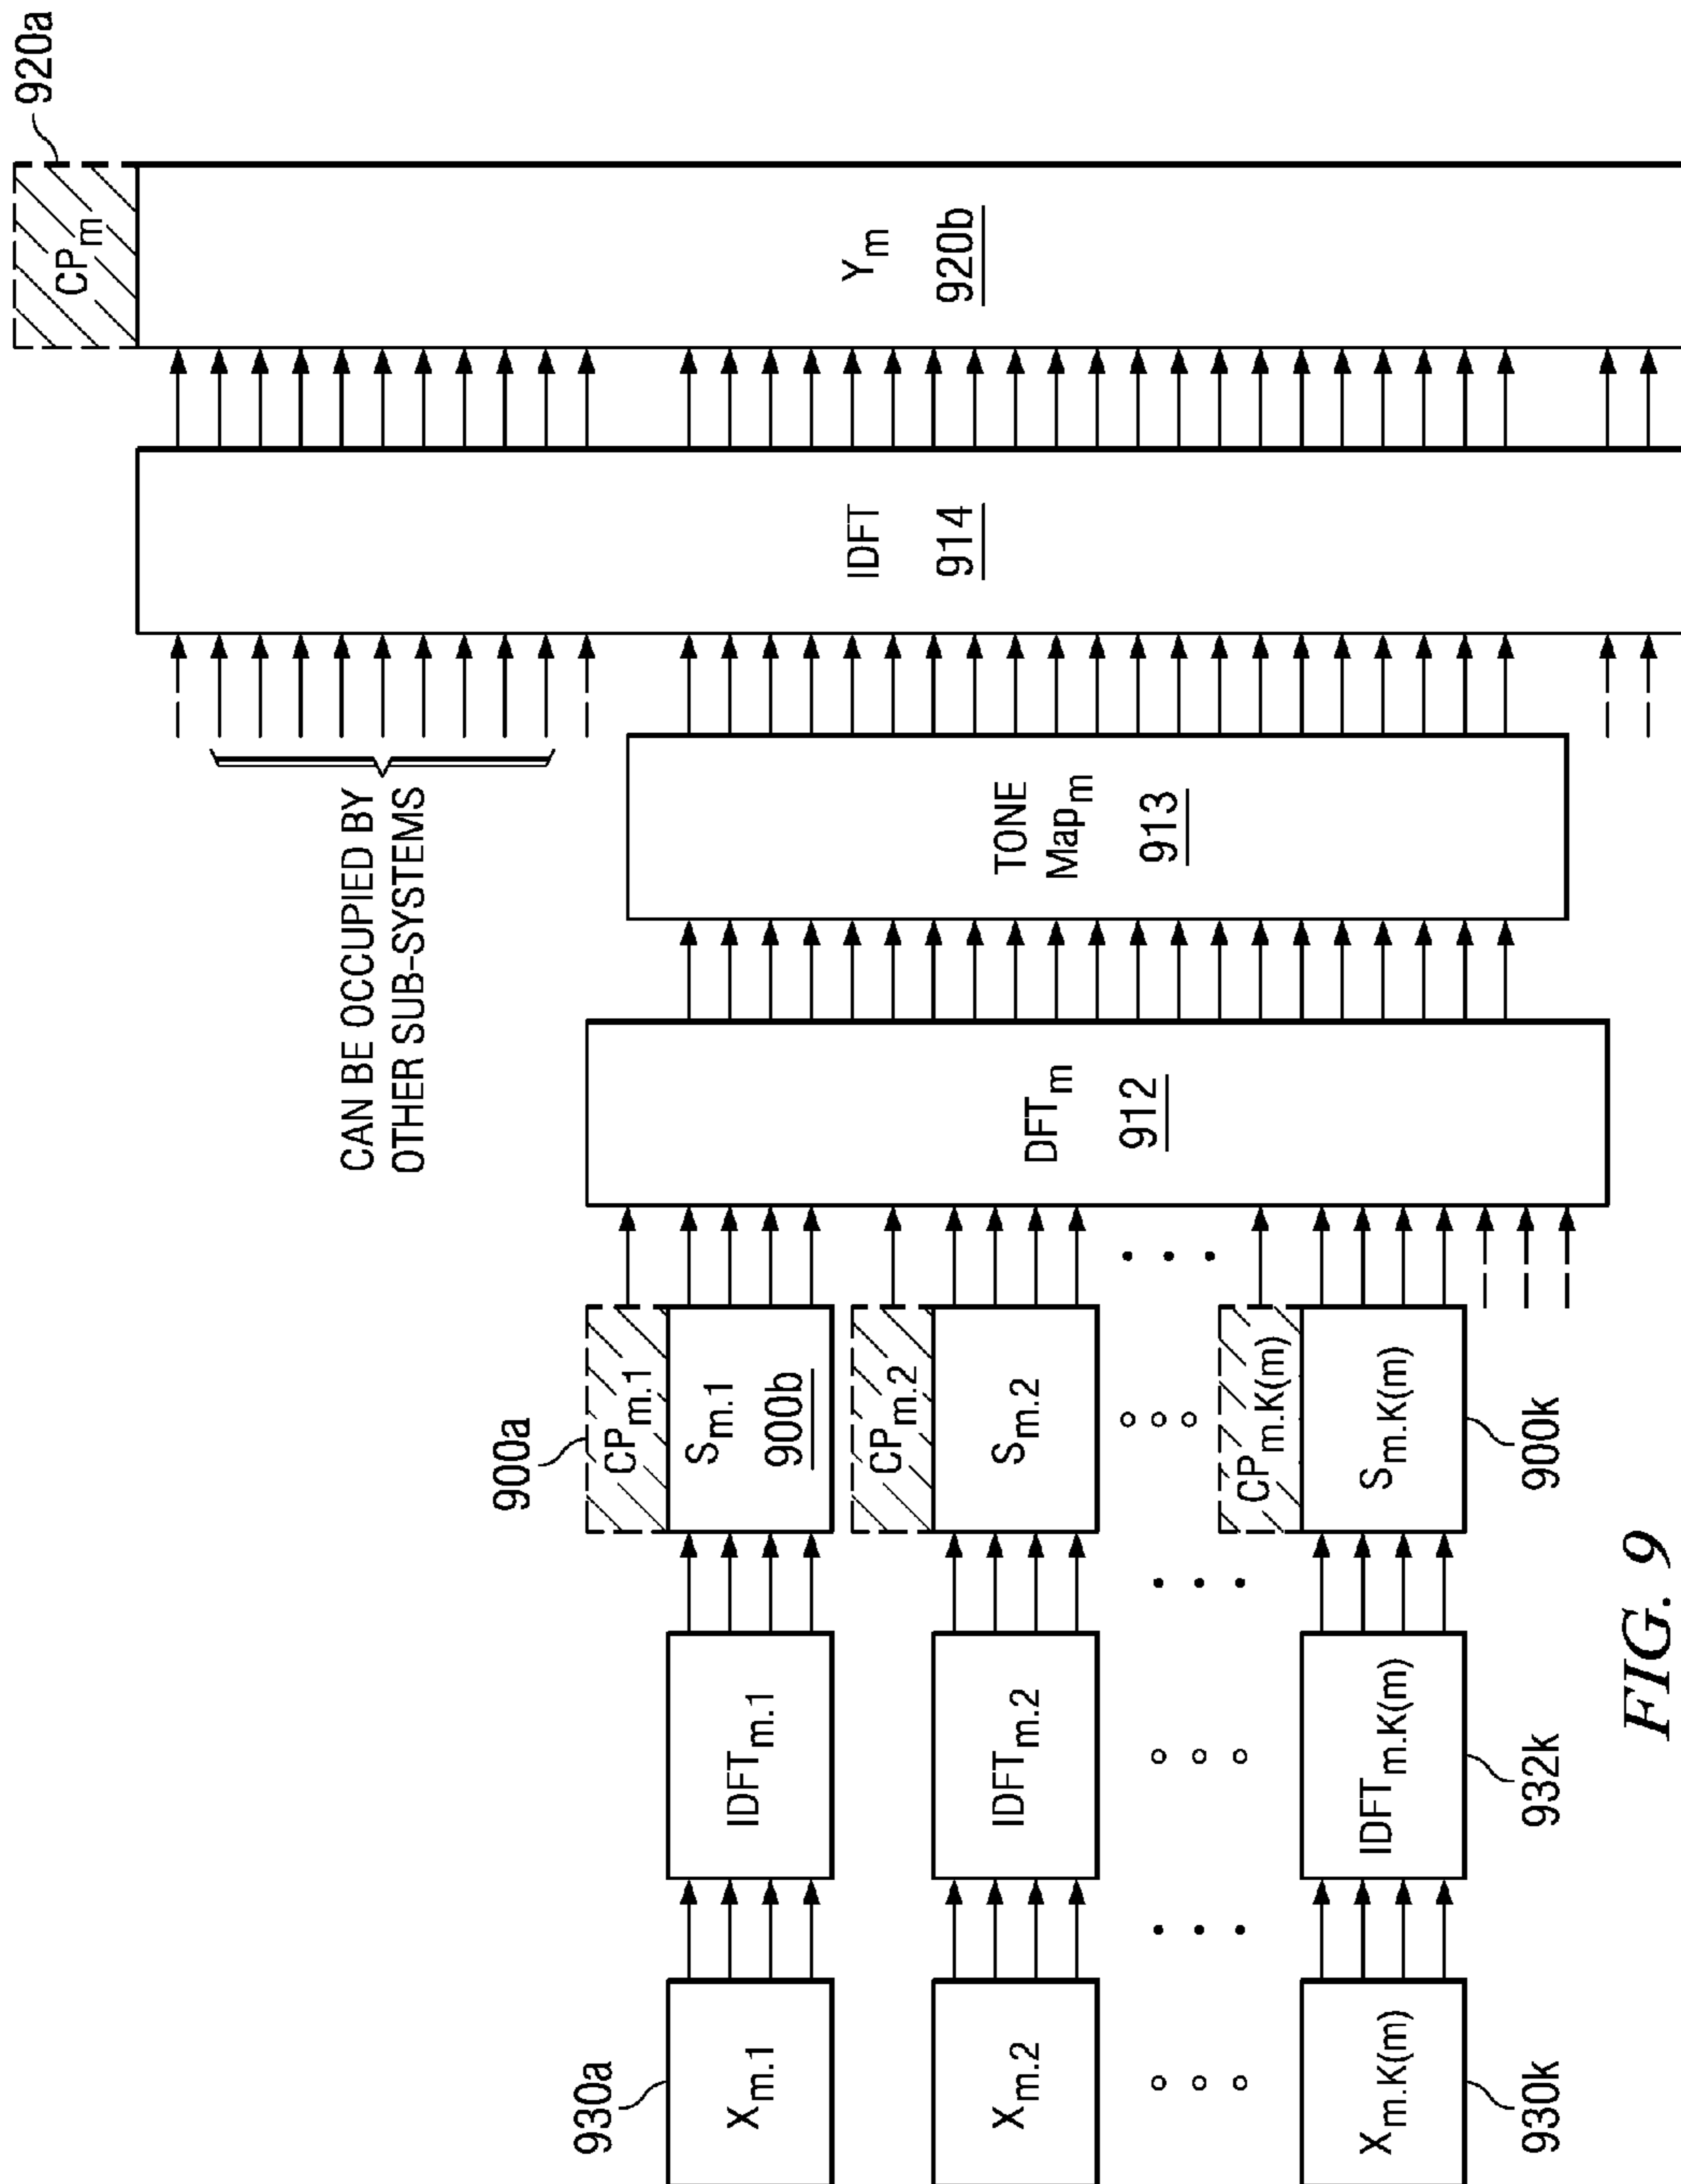 930a
X_m.1
IDFT_m.1
900a
CP_m.1
S_m.1
900b
X_m.2
IDFT_m.2
CP_m.2
S_m.2
X_m.K(m)
930k
IDFT_m.K(m)
932k
CP_m.K(m)
S_m.K(m)
900k
DFT_m
912
CAN BE OCCUPIED BY
OTHER SUB-SYSTEMS
TONE
Map_m
913
IDFT
914
920a
CP_m
Y_m
920b
FIG. 9